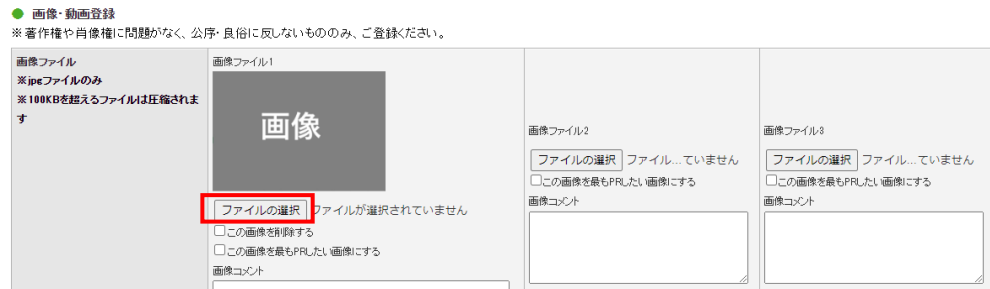 ● 画像・動画登録
※著作権や肖像権に問題がなく、公序・良俗に反しないもののみ、ご登録ください。
画像ファイル
※jpgファイルのみ
※100KBを超えるファイルは圧縮されます
画像ファイル1
画像
ファイルの選択 ファイルが選択されていません
この画像を削除する
この画像を最もPRしたい画像にする
画像コメント
画像ファイル2
ファイルの選択 ファイル...ていません
この画像を最もPRしたい画像にする
画像コメント
画像ファイル3
ファイルの選択 ファイル...ていません
この画像を最もPRしたい画像にする
画像コメント